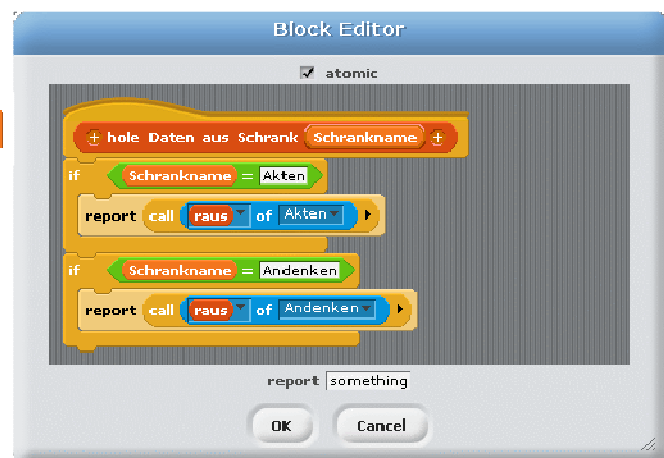 Block Editor
atomic
+ hole Daten aus Schrank Schrankname +
if Schrankname = Akten
report call raus of Akten
if Schrankname = Andenken
report call raus of Andenken
report something
OK Cancel